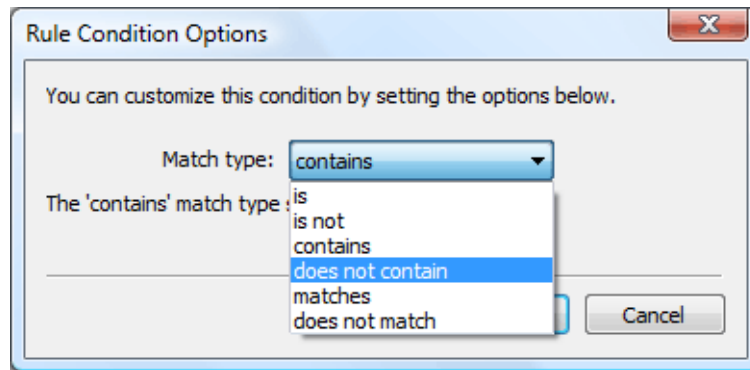 Rule Condition Options
You can customize this condition by setting the options below.
Match type: contains
The 'contains' match type
is
is not
contains
does not contain
matches
does not match
Cancel